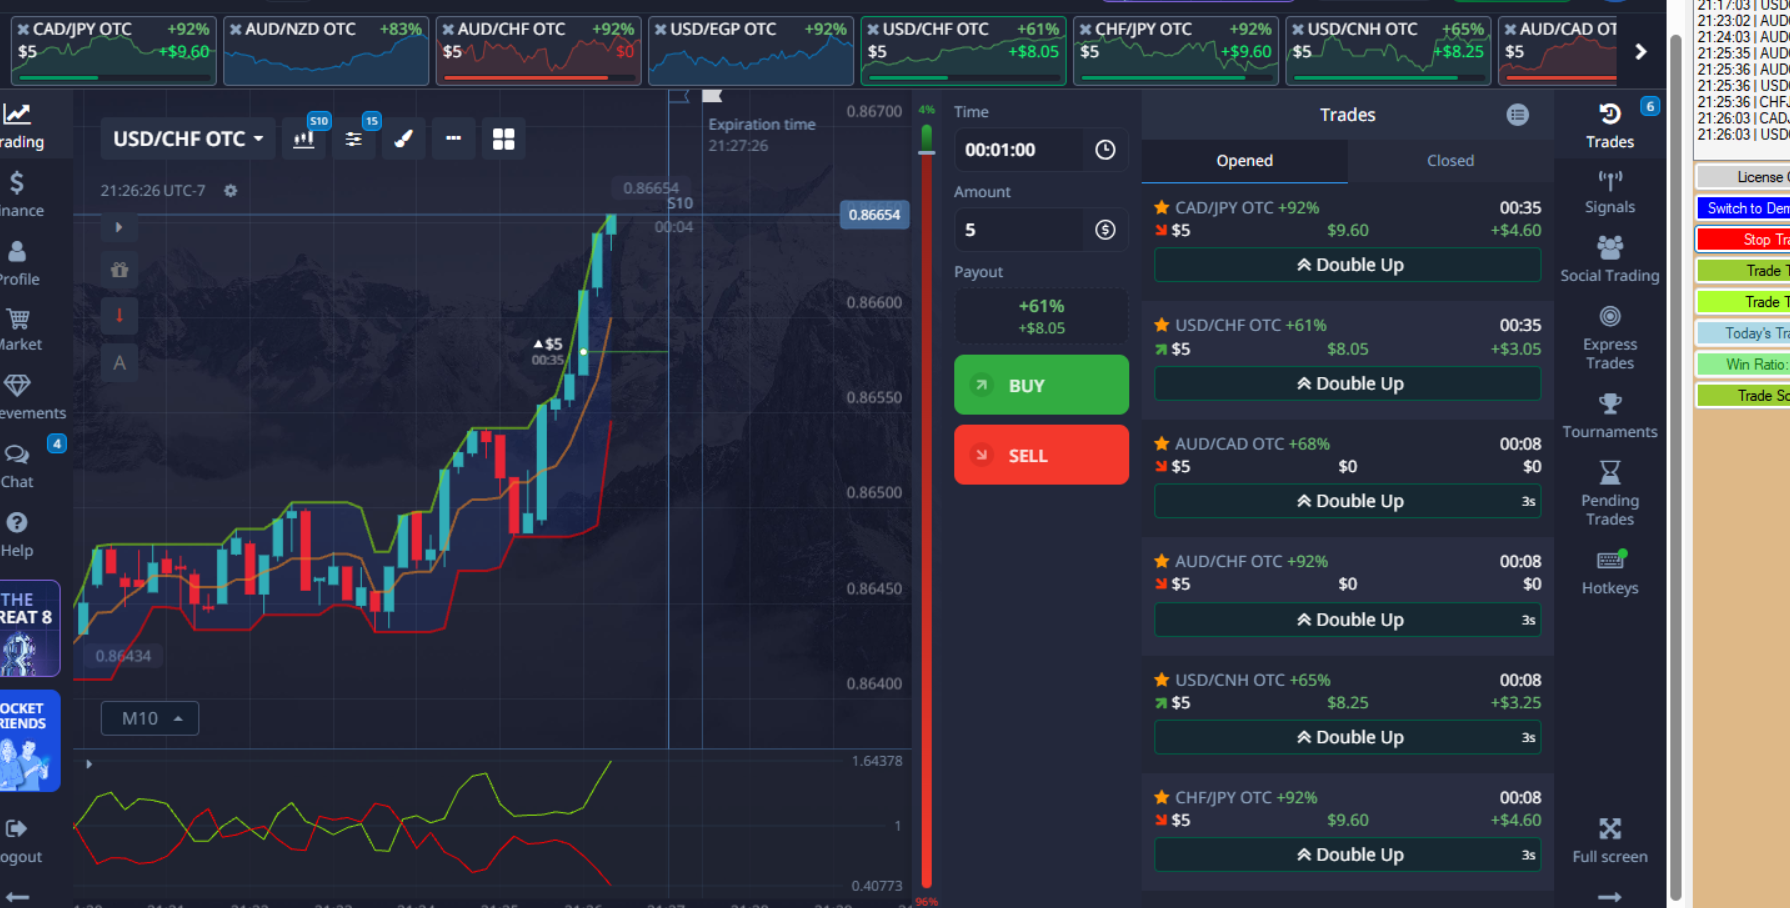 CAD/JPY OTC +92%
$5 +$9.60
AUD/NZD OTC +83%
AUD/CHF OTC +92%
$5 $0
USD/EGP OTC +92%
USD/CHF OTC +61%
$5 +$8.05
CHF/JPY OTC +92%
$5 +$9.60
USD/CNH OTC +65%
$5 +$8.25
AUD/CAD OT
$5
rading
inance
Profile
Market
evements
4
Chat
Help
THE
REAT 8
OCKET
RIENDS
ogout
USD/CHF OTC
S10
15
21:26:26 UTC-7
A
Expiration time
21:27:26
0.86654
S10
00:04
$5
00:35
0.86434
M10
0.86700
0.86654
0.86600
0.86550
0.86500
0.86450
0.86400
1.64378
1
0.40773
4%
96%
Time
00:01:00
Amount
5
Payout
+61%
+$8.05
BUY
SELL
Trades
Opened Closed
CAD/JPY OTC +92% 00:35
$5 $9.60 +$4.60
Double Up
USD/CHF OTC +61% 00:35
$5 $8.05 +$3.05
Double Up
AUD/CAD OTC +68% 00:08
$5 $0 $0
Double Up 3s
AUD/CHF OTC +92% 00:08
$5 $0 $0
Double Up 3s
USD/CNH OTC +65% 00:08
$5 $8.25 +$3.25
Double Up 3s
CHF/JPY OTC +92% 00:08
$5 $9.60 +$4.60
Double Up 3s
6
Trades
Signals
Social Trading
Express
Trades
Tournaments
Pending
Trades
Hotkeys
Full screen
21:17:03 | USD
21:23:02 | AUD
21:24:03 | AUD
21:25:35 | AUD
21:25:36 | AUD
21:25:36 | USD
21:25:36 | CHF
21:26:03 | CAD
21:26:03 | USD
License
Switch to Dem
Stop Tra
Trade T
Trade T
Today's Tra
Win Ratio:
Trade Sc